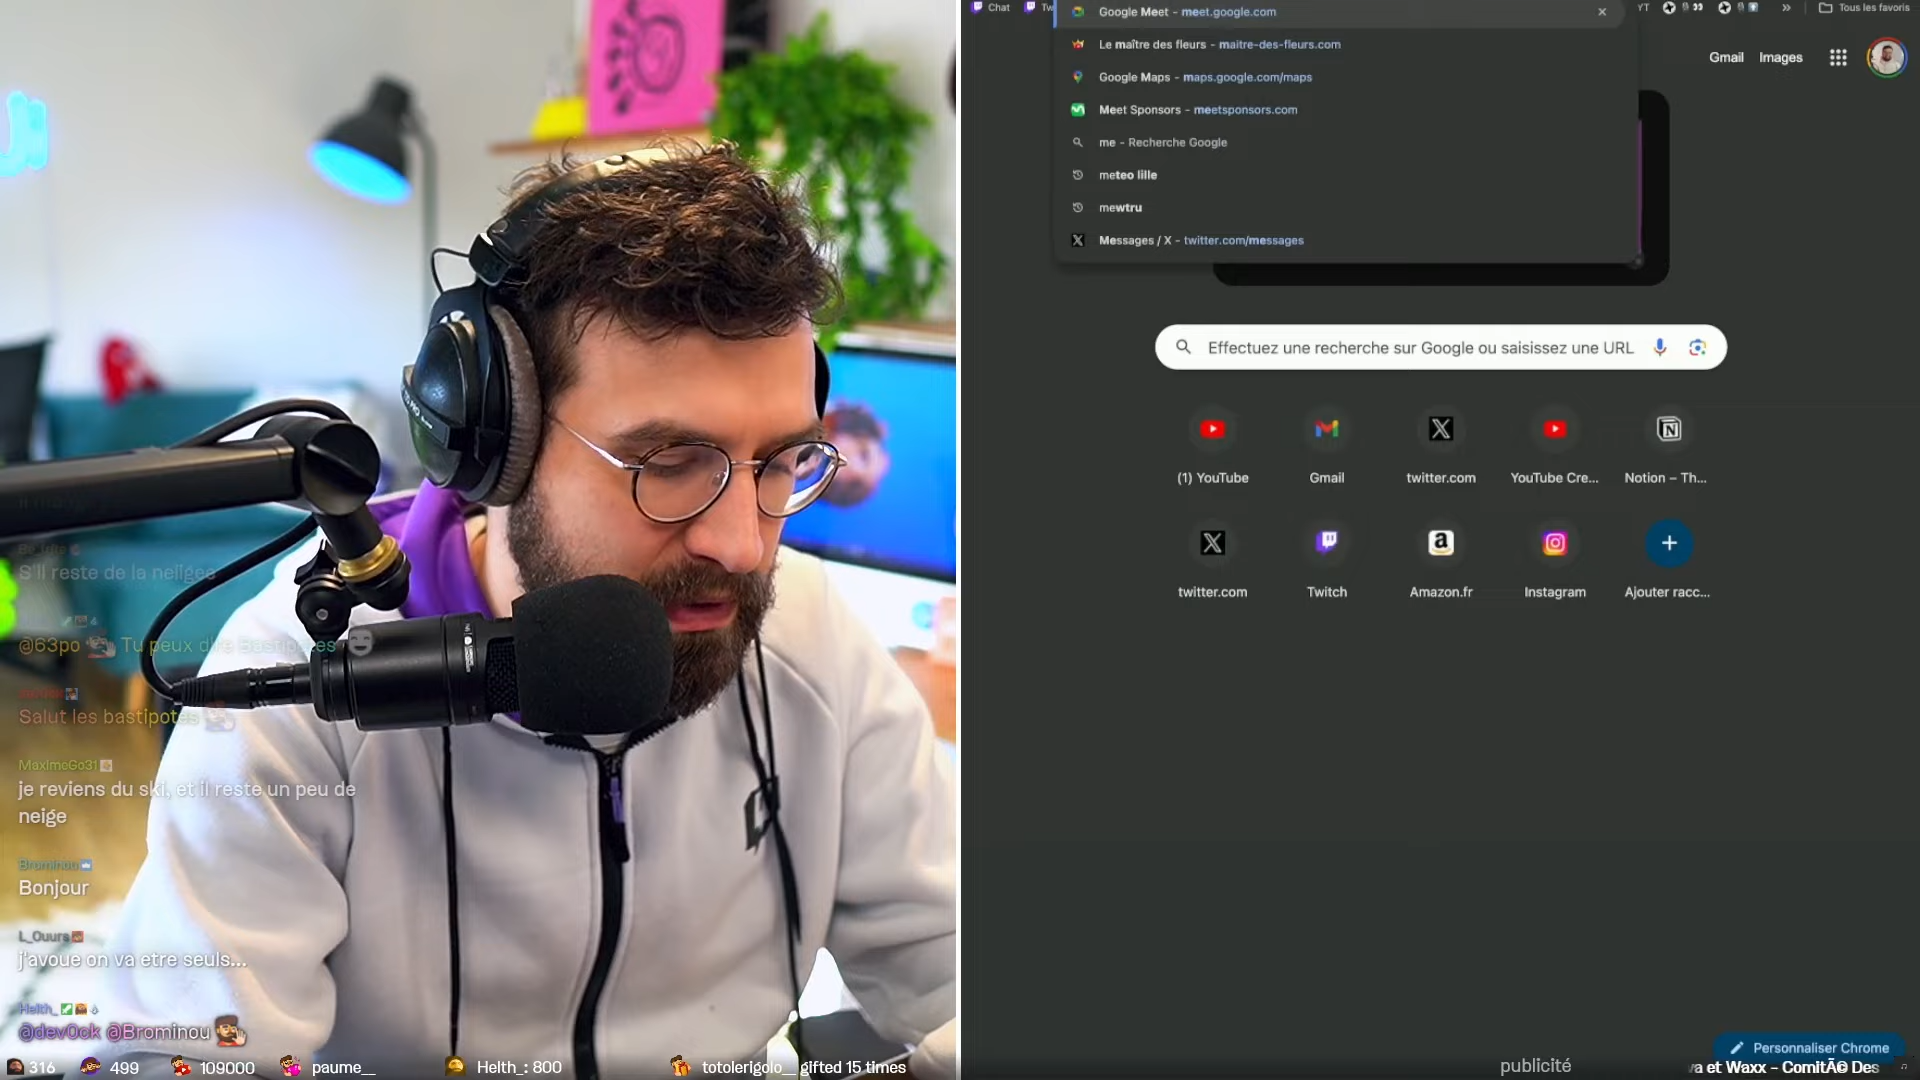 S'il reste de la neiiges
@63po Tu peux dire Bastipotes
Salut les bastipotes
MaximeGo31
je reviens du ski, et il reste un peu de
neige
Brominou
Bonjour
L_Ouurs
j'avoue on va etre seuls...
Helth_
@dev0ck @Brominou
316
499
109000
paume__
Helth_: 800
totolerigolo__ gifted 15 times
Chat
Tw
YT
Tous les favoris
Google Meet - meet.google.com
Le maître des fleurs - maitre-des-fleurs.com
Google Maps - maps.google.com/maps
Meet Sponsors - meetsponsors.com
me - Recherche Google
meteo lille
mewtru
Messages / X - twitter.com/messages
Gmail
Images
Effectuez une recherche sur Google ou saisissez une URL
(1) YouTube
Gmail
twitter.com
YouTube Cre...
Notion – Th...
twitter.com
Twitch
Amazon.fr
Instagram
Ajouter racc...
Personnaliser Chrome
publicité
va et Waxx - ComitÃ© Des